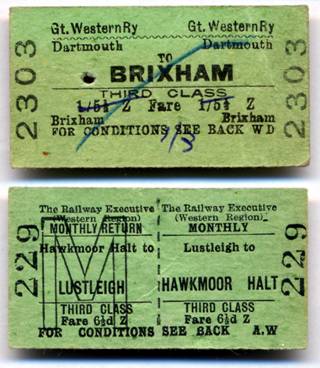 Gt. Western Ry Gt. Western Ry
Dartmouth Dartmouth
TO
BRIXHAM
THIRD CLASS
1/5½ Z Fare 1/5½ Z
Brixham Brixham
FOR CONDITIONS SEE BACK W D
1/3
2303
2303
The Railway Executive The Railway Executive
(Western Region) (Western Region)
MONTHLY RETURN MONTHLY
Hawkmoor Halt to Lustleigh to
LUSTLEIGH HAWKMOOR HALT
THIRD CLASS THIRD CLASS
Fare 6½d Z Fare 6½d Z
FOR CONDITIONS SEE BACK A.W
M
229
229